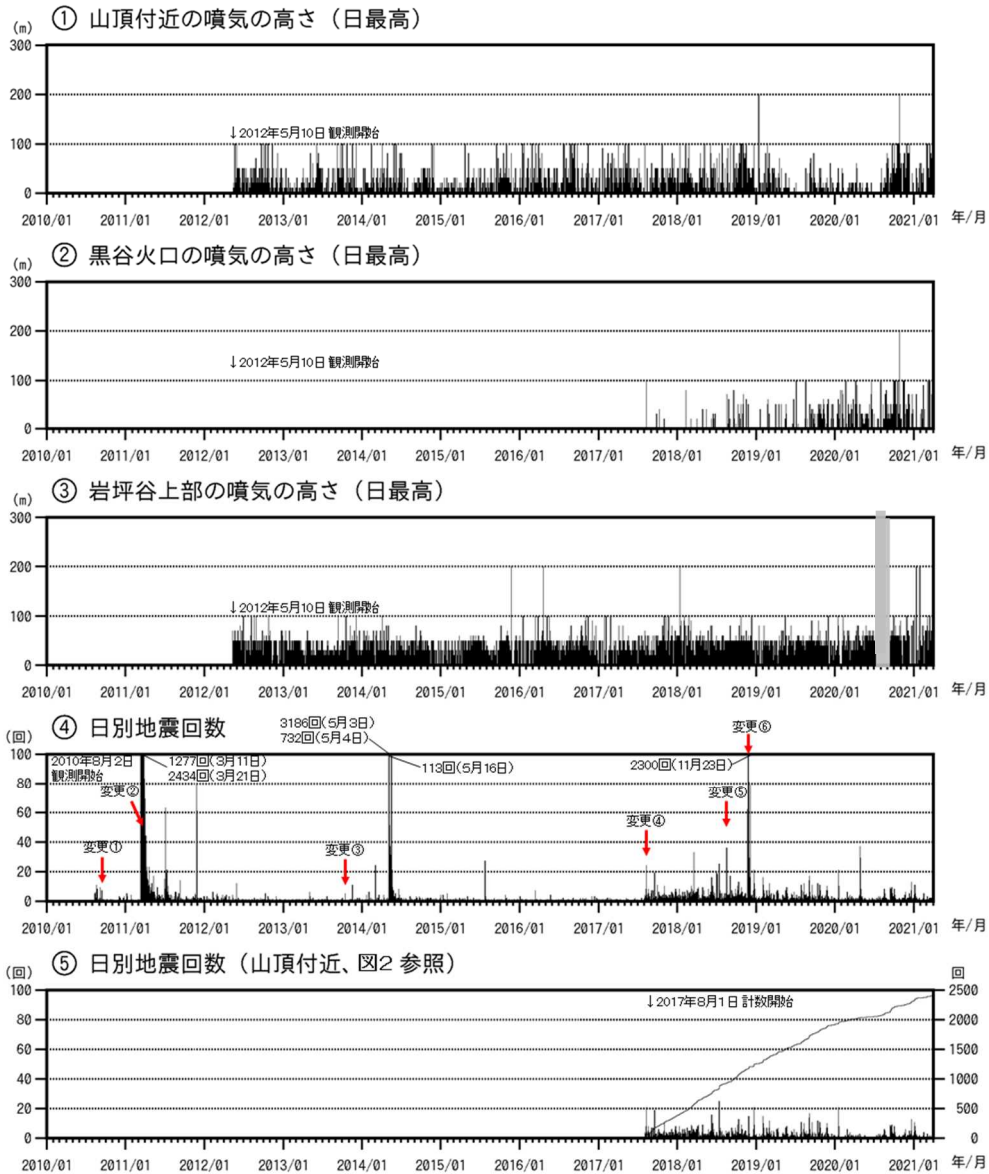 ① 山頂付近の噴気の高さ（日最高）
(m)
300
200
↓2012年5月10日 観測開始
100
0
2010/01 2011/01 2012/01 2013/01 2014/01 2015/01 2016/01 2017/01 2018/01 2019/01 2020/01 2021/01 年/月
② 黒谷火口の噴気の高さ（日最高）
(m)
300
200
↓2012年5月10日 観測開始
100
0
2010/01 2011/01 2012/01 2013/01 2014/01 2015/01 2016/01 2017/01 2018/01 2019/01 2020/01 2021/01 年/月
③ 岩坪谷上部の噴気の高さ（日最高）
(m)
300
200
↓2012年5月10日 観測開始
100
0
2010/01 2011/01 2012/01 2013/01 2014/01 2015/01 2016/01 2017/01 2018/01 2019/01 2020/01 2021/01 年/月
④ 日別地震回数
(回)
3186回(5月3日)
732回(5月4日)
変更⑥
100
2010年8月2日
観測開始
1277回(3月11日)
2434回(3月21日)
113回(5月16日)
2300回(11月23日)
80
変更②
変更⑤
60
変更④
40
変更①
変更③
20
0
2010/01 2011/01 2012/01 2013/01 2014/01 2015/01 2016/01 2017/01 2018/01 2019/01 2020/01 2021/01 年/月
⑤ 日別地震回数（山頂付近、図2 参照）
(回) 回
100 2500
↓2017年8月1日 計数開始
80 2000
60 1500
40 1000
20 500
0 0
2010/01 2011/01 2012/01 2013/01 2014/01 2015/01 2016/01 2017/01 2018/01 2019/01 2020/01 2021/01 年/月